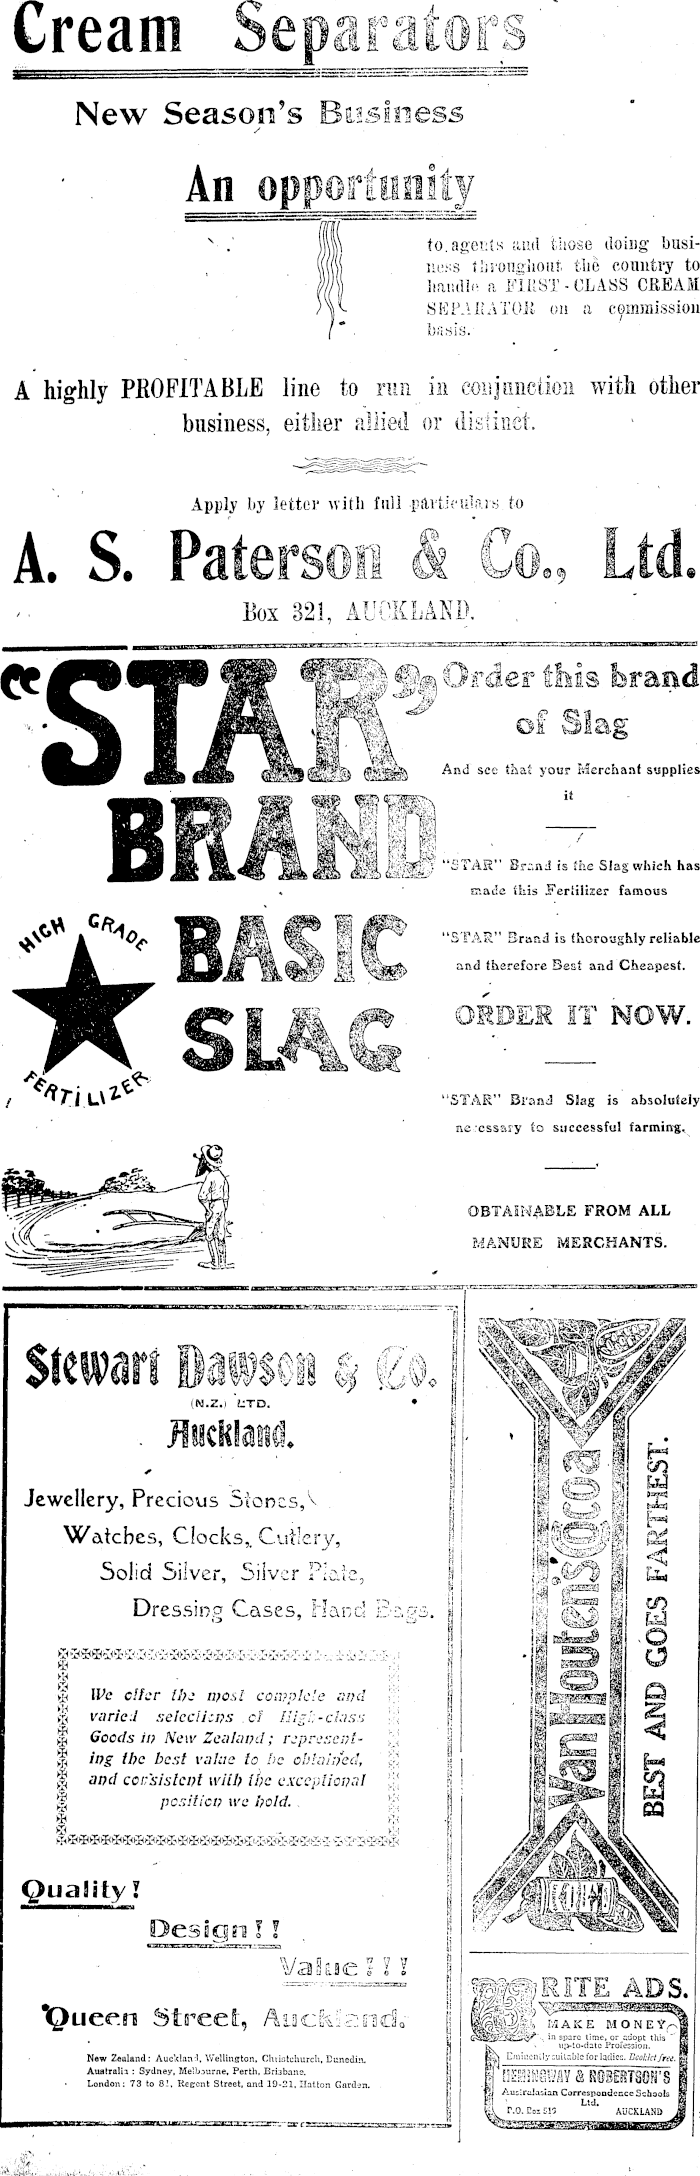 Cream Separators
New Season's Business
An opportunity
to agents and those doing busi-
ness throughout the country to
handle a FIRST-CLASS CREAM
SEPARATOR on a commission
basis.
A highly PROFITABLE line to run in conjunction with other
business, either allied or distinct.
Apply by letter with full particulars to
A. S. Paterson & Co., Ltd.
Box 321, AUCKLAND.
"STAR"
BRAND
BASIC
SLAG
HIGH GRADE
FERTILIZER
Order this brand
of Slag
And see that your Merchant supplies
it
"STAR" Brand is the Slag which has
made this Fertilizer famous
"STAR" Brand is thoroughly reliable
and therefore Best and Cheapest.
ORDER IT NOW.
"STAR" Brand Slag is absolutely
necessary to successful farming.
OBTAINABLE FROM ALL
MANURE MERCHANTS.
Stewart Dawson & Co.
(N.Z.) LTD.
Auckland.
Jewellery, Precious Stones,
Watches, Clocks, Cutlery,
Solid Silver, Silver Plate,
Dressing Cases, Hand Bags.
We offer the most complete and
varied selections of High-class
Goods in New Zealand; represent-
ing the best value to be obtained,
and consistent with the exceptional
position we hold.
Quality!
Design!!
Value!!!
Queen Street, Auckland.
New Zealand: Auckland, Wellington, Christchurch, Dunedin.
Australia: Sydney, Melbourne, Perth, Brisbane.
London: 73 to 81, Regent Street, and 19-21, Hatton Garden.
Van Houten's Cocoa
BEST AND GOES FARTHEST.
RITE ADS.
MAKE MONEY
in spare time, or adopt this
up-to-date Profession.
Eminently suitable for ladies. Booklet free.
HEMINGWAY & ROBERTSON'S
Australasian Correspondence Schools
Ltd.
P.O. Box 516 AUCKLAND